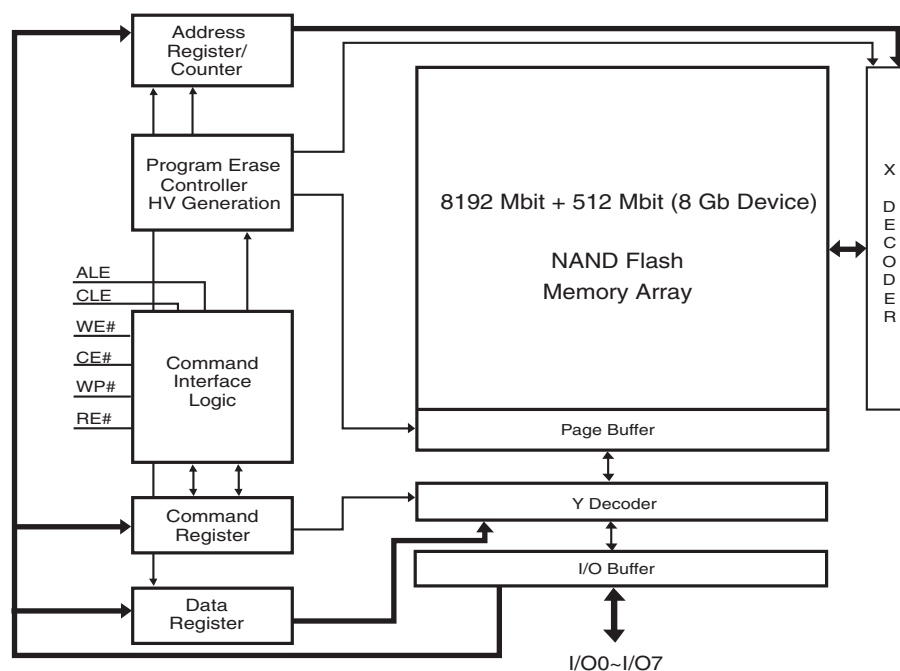 Address
Register/
Counter
Program Erase
Controller
HV Generation
ALE
CLE
WE#
CE#
WP#
RE#
Command
Interface
Logic
Command
Register
Data
Register
8192 Mbit + 512 Mbit (8 Gb Device)
NAND Flash
Memory Array
Page Buffer
Y Decoder
I/O Buffer
I/O0~I/O7
X
D
E
C
O
D
E
R